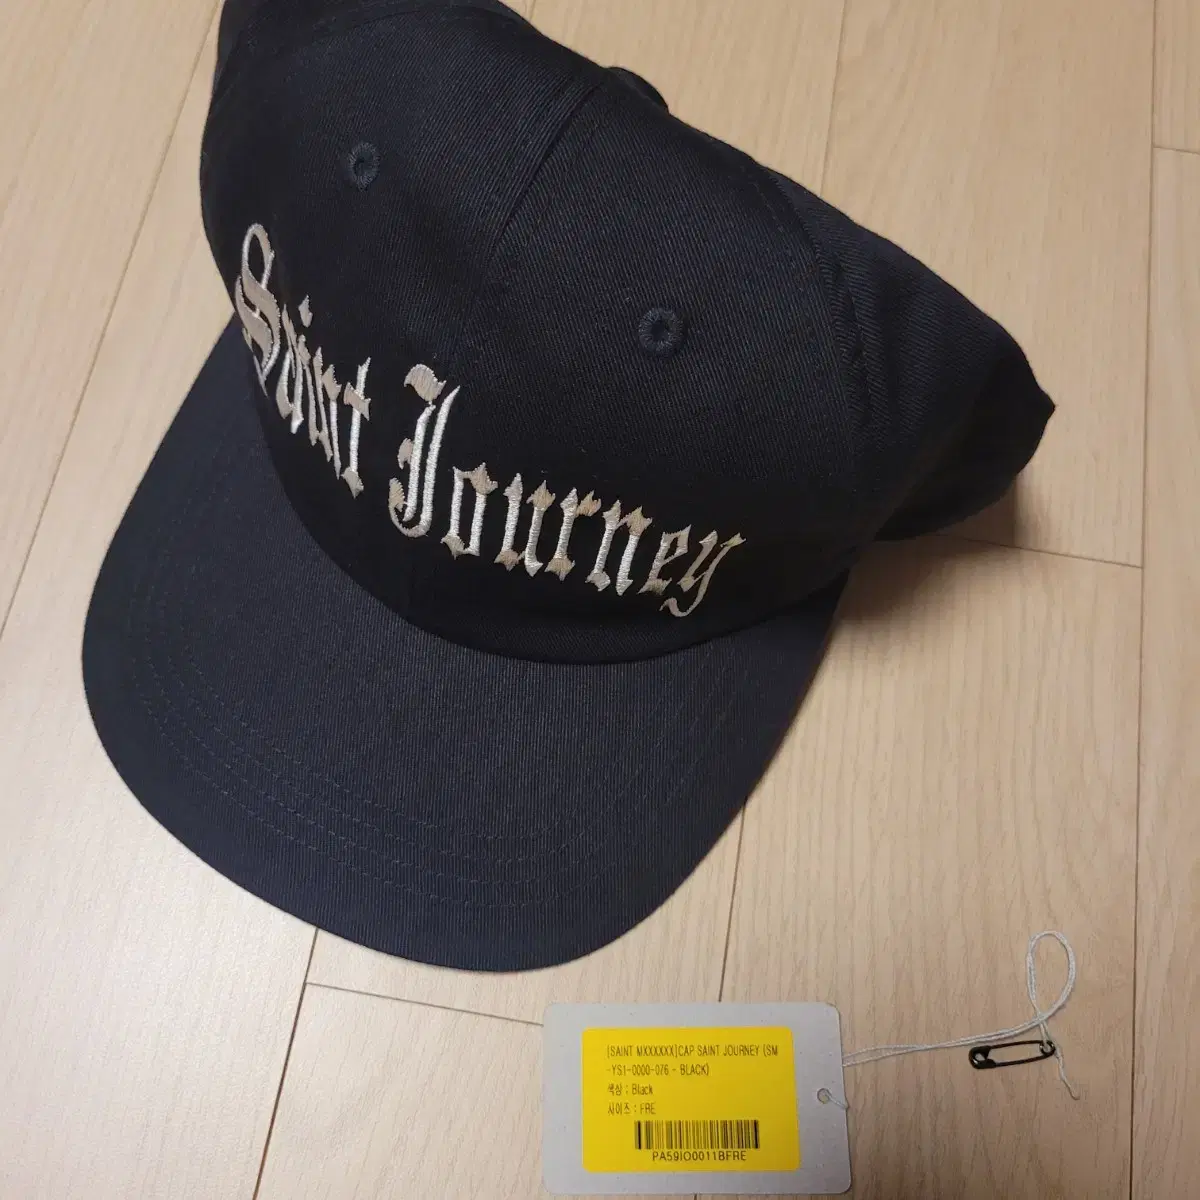 Saint Journey
[SAINT MXXXXXX]CAP SAINT JOURNEY (SM
-YS1-0000-076 - BLACK)
색상 : Black
사이즈 : FRE
PA59IO0011BFRE